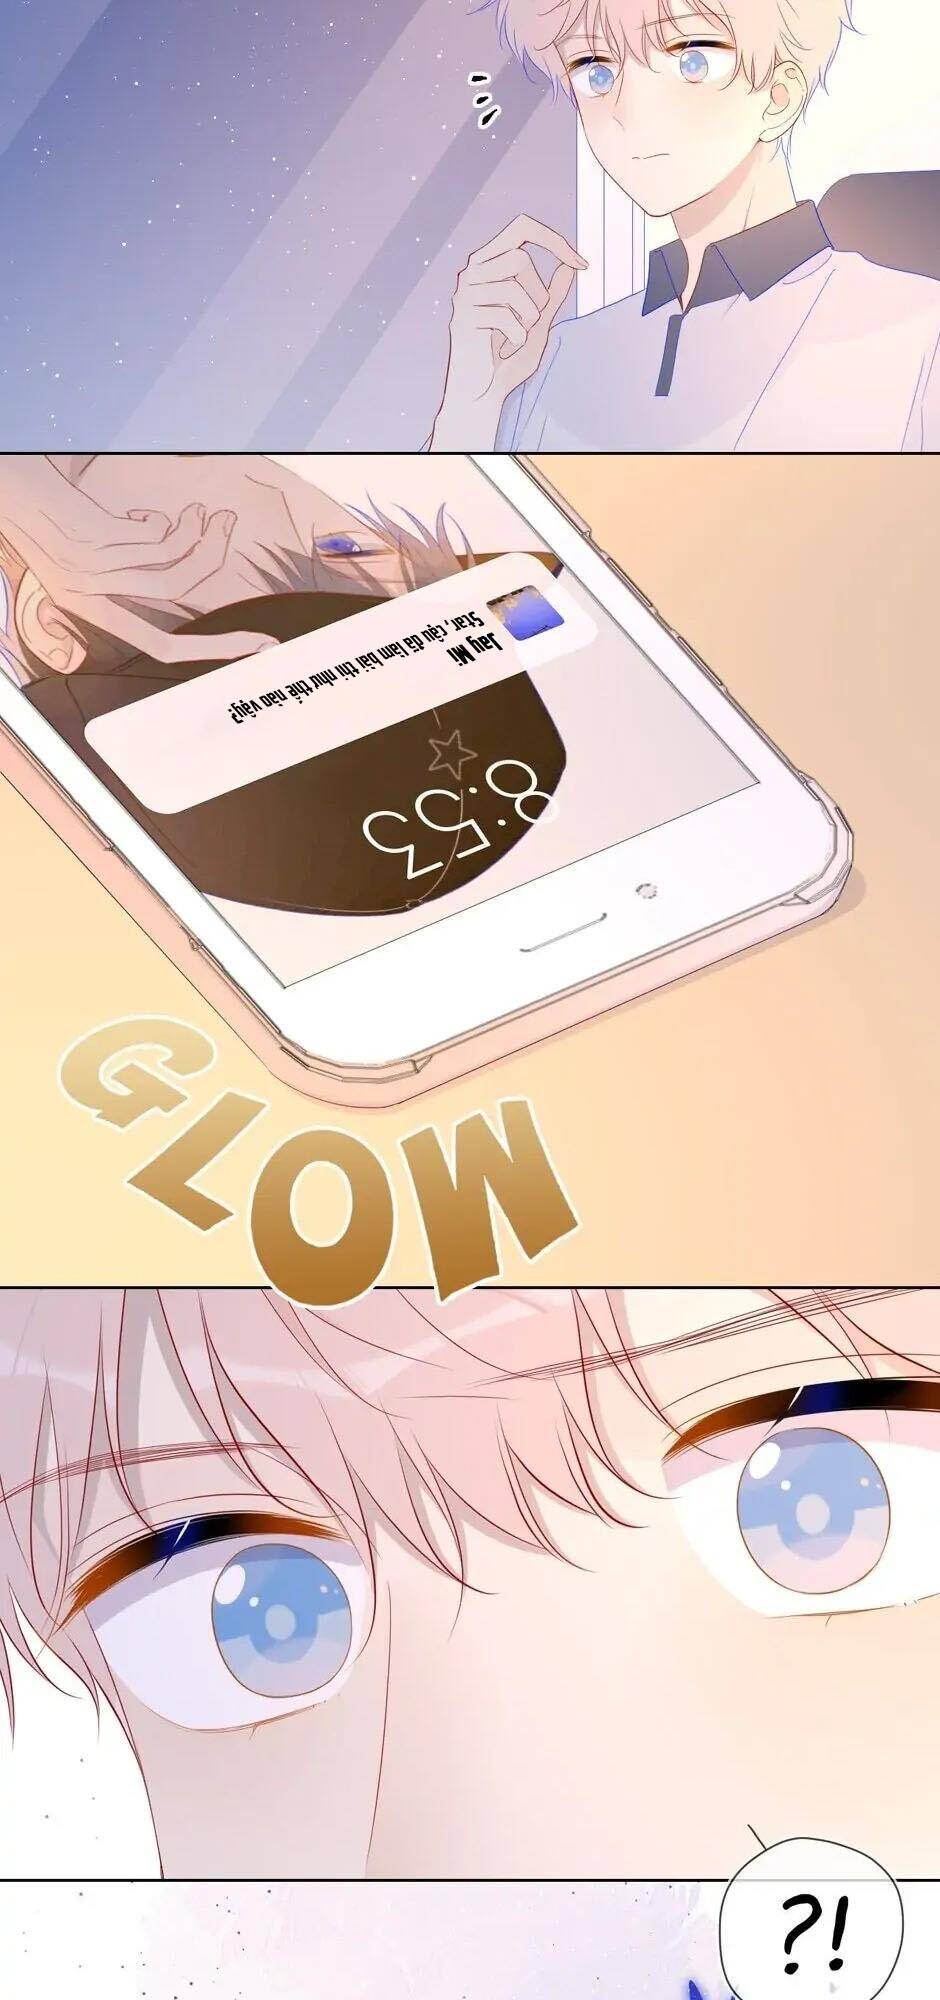 Jay Mi
Star, cậu đã làm bài thi như thế nào vậy?
8:53
GLOW
?!